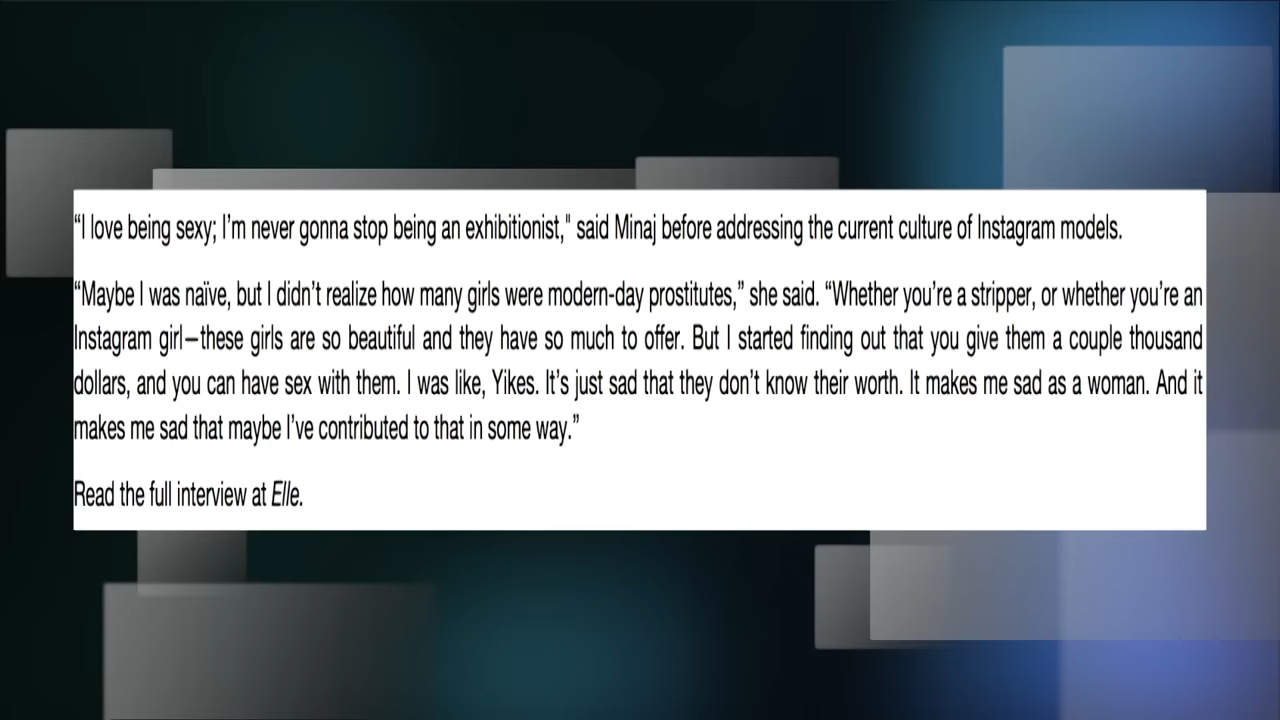 “I love being sexy; I’m never gonna stop being an exhibitionist," said Minaj before addressing the current culture of Instagram models.
“Maybe I was naïve, but I didn’t realize how many girls were modern-day prostitutes,” she said. “Whether you’re a stripper, or whether you’re an
Instagram girl—these girls are so beautiful and they have so much to offer. But I started finding out that you give them a couple thousand
dollars, and you can have sex with them. I was like, Yikes. It’s just sad that they don’t know their worth. It makes me sad as a woman. And it
makes me sad that maybe I’ve contributed to that in some way.”
Read the full interview at Elle.